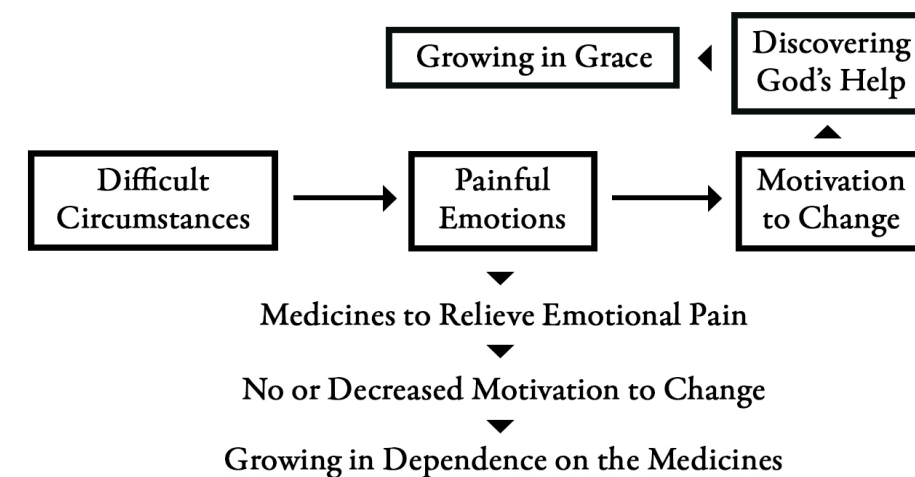 Growing in Grace
Discovering
God's Help
Difficult
Circumstances
Painful
Emotions
Motivation
to Change
Medicines to Relieve Emotional Pain
No or Decreased Motivation to Change
Growing in Dependence on the Medicines